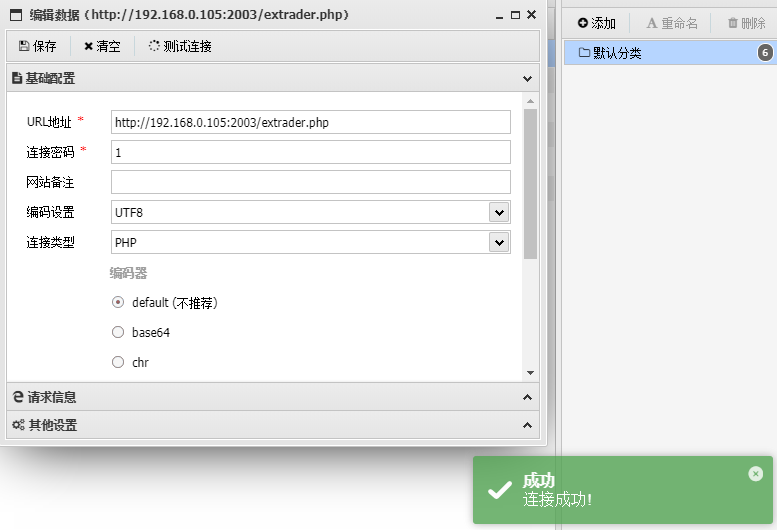 编辑数据 (http://192.168.0.105:2003/extrader.php)
保存 清空 测试连接
基础配置
URL地址 * http://192.168.0.105:2003/extrader.php
连接密码 * 1
网站备注
编码设置 UTF8
连接类型 PHP
编码器
default (不推荐)
base64
chr
请求信息
其他设置
添加 重命名 删除
默认分类 6
成功
连接成功!